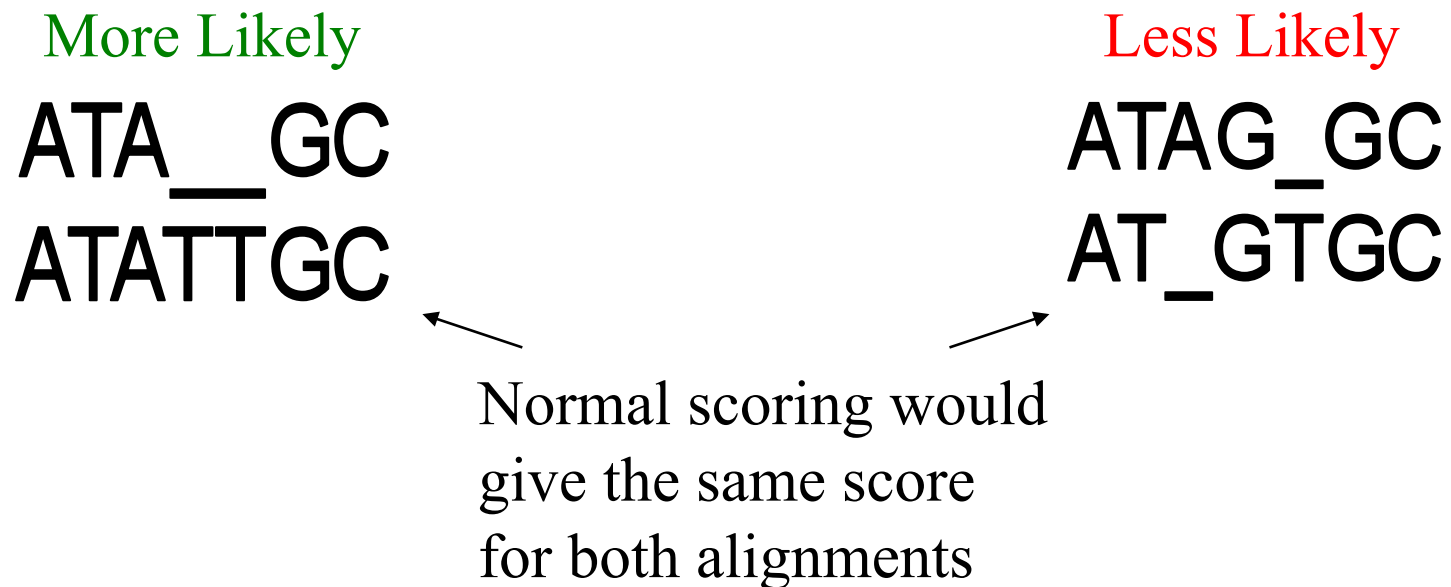 More Likely
ATA__GC
ATATTGC
Less Likely
ATAG_GC
AT_GTGC
Normal scoring would
give the same score
for both alignments